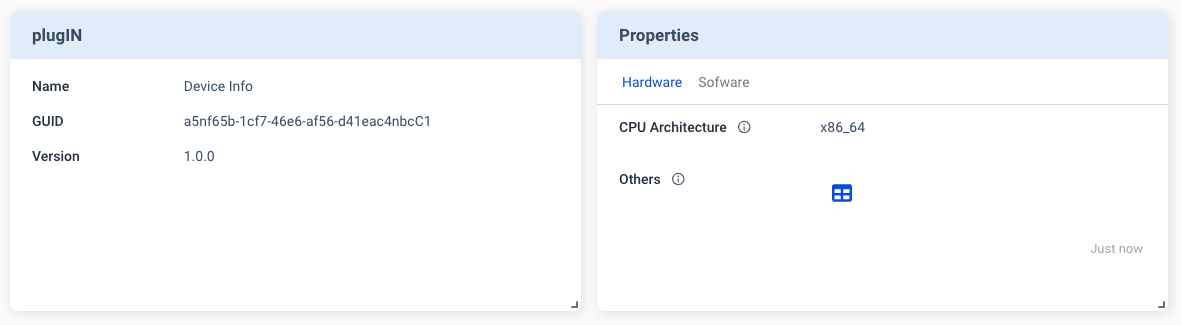 plugIN
Name Device Info
GUID a5nf65b-1cf7-46e6-af56-d41eac4nbcC1
Version 1.0.0
Properties
Hardware Sofware
CPU Architecture x86_64
Others
Just now